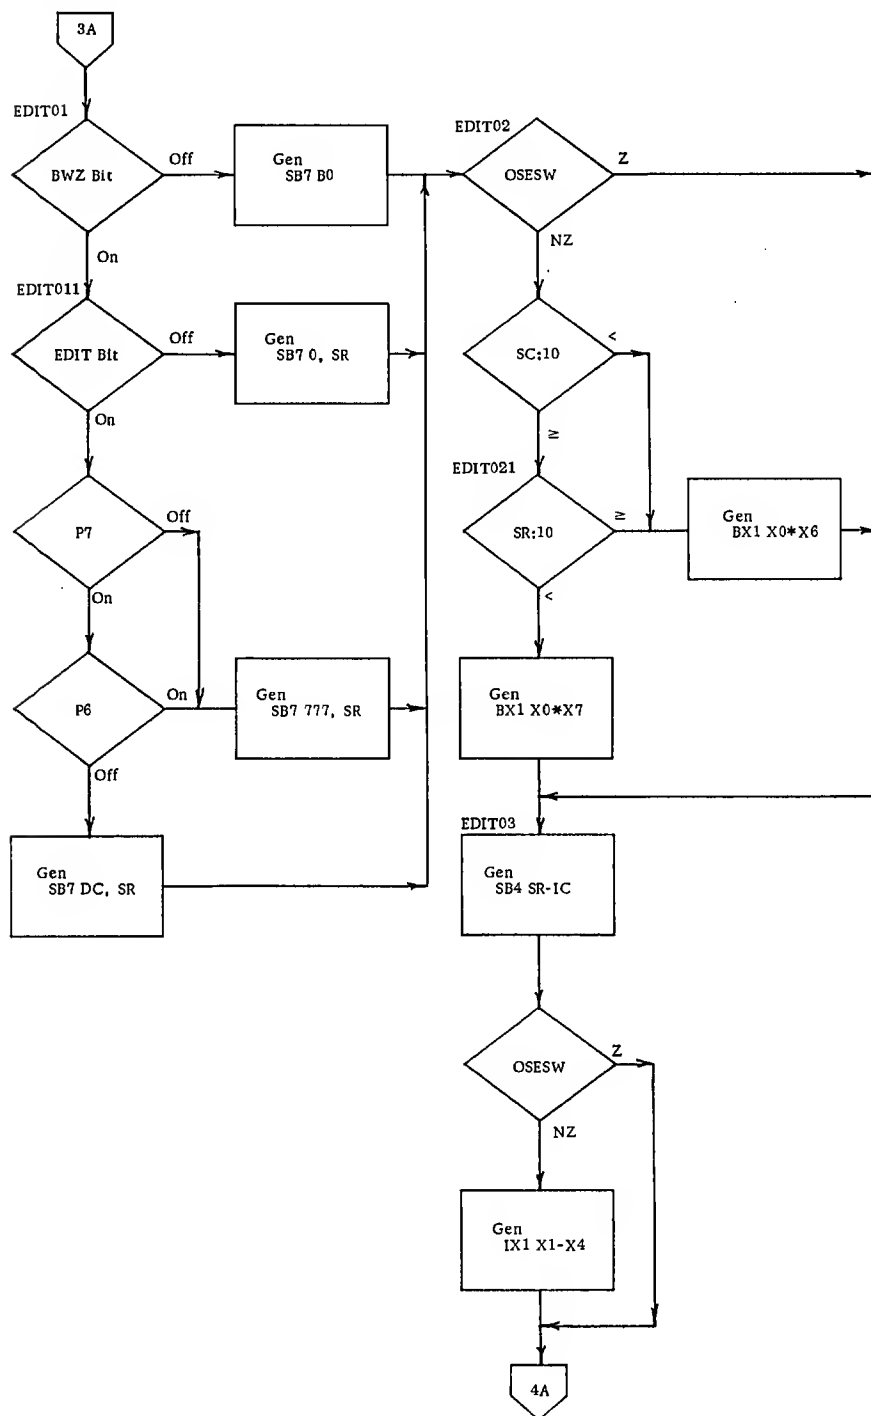 3A
EDIT01
BWZ Bit
Off
On
Gen
SB7 B0
EDIT011
EDIT Bit
Off
On
Gen
SB7 0, SR
P7
Off
On
P6
On
Off
Gen
SB7 777, SR
Gen
SB7 DC, SR
EDIT02
OSESW
Z
NZ
SC:10
<
≥
EDIT021
SR:10
≥
<
Gen
BX1 X0*X6
Gen
BX1 X0*X7
EDIT03
Gen
SB4 SR-IC
OSESW
Z
NZ
Gen
IX1 X1-X4
4A